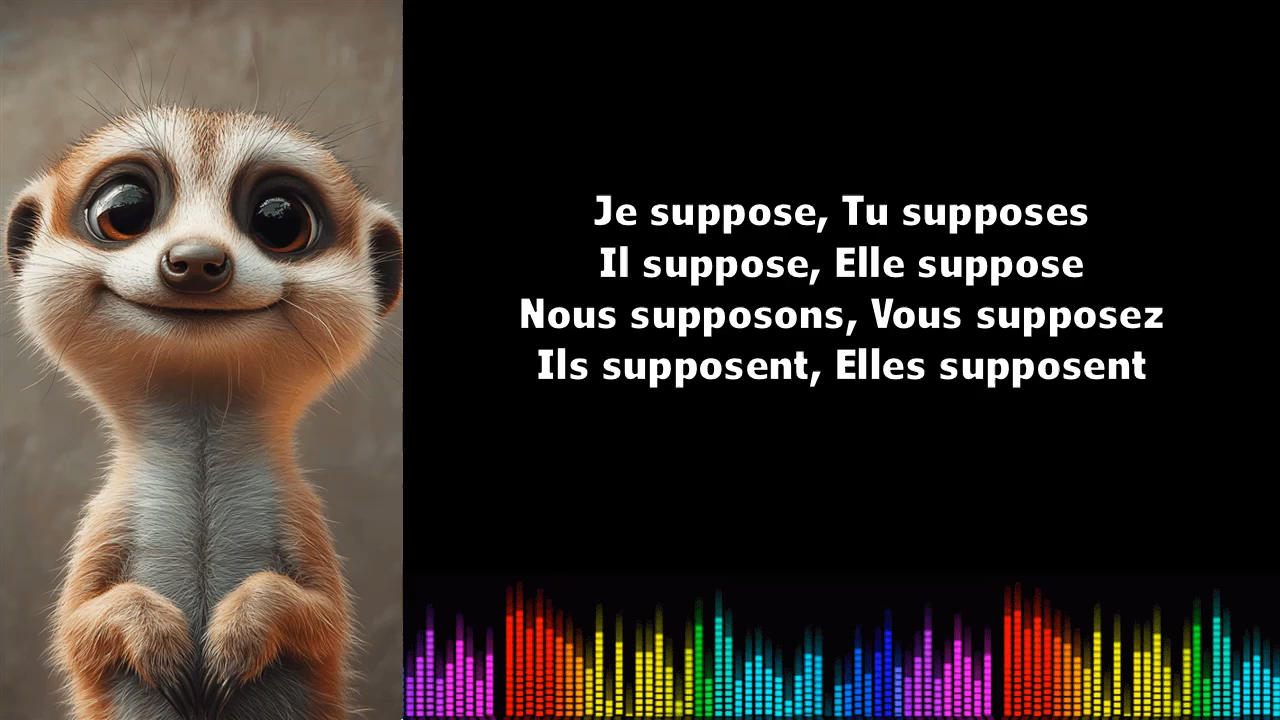 Je suppose, Tu supposes
Il suppose, Elle suppose
Nous supposons, Vous supposez
Ils supposent, Elles supposent